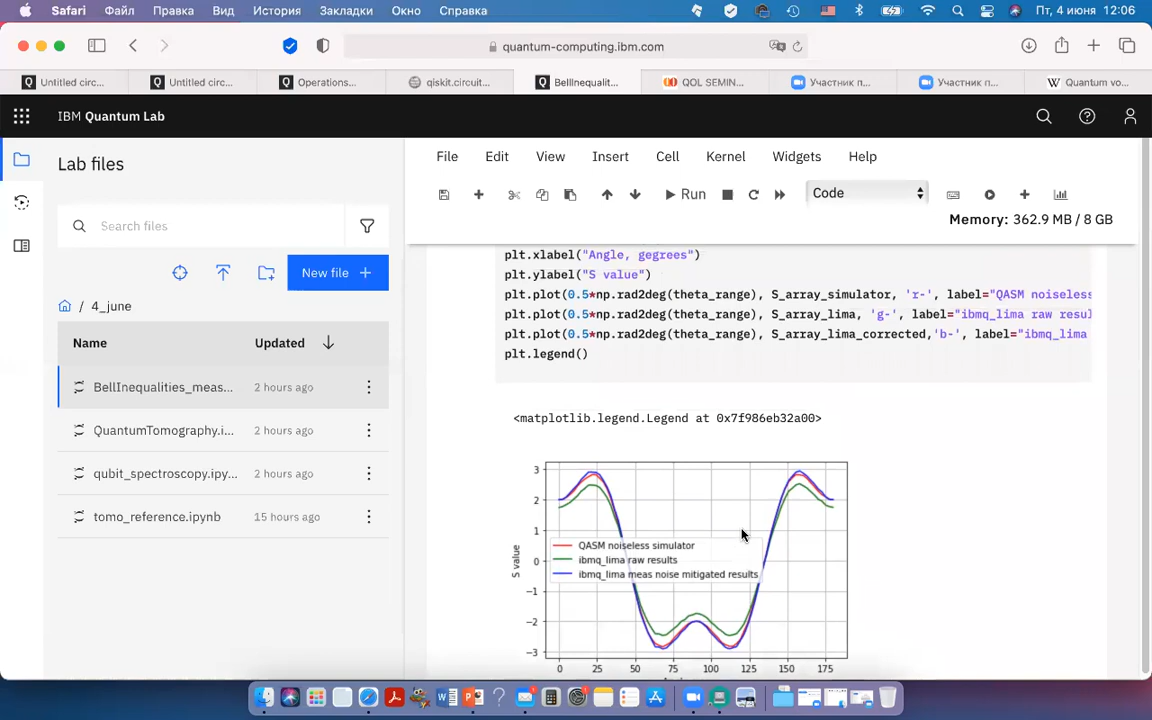 Safari Файл Правка Вид История Закладки Окно Справка Пт, 4 июня 12:06
quantum-computing.ibm.com
Untitled circ... Untitled circ... Operations... qiskit.circuit... BellInequalit... QOL SEMIN... Участник п... Участник п... Quantum vo...
IBM Quantum Lab
Lab files
File Edit View Insert Cell Kernel Widgets Help
Run Code
Memory: 362.9 MB / 8 GB
Search files
New file +
/ 4_june
Name Updated
BellInequalities_meas... 2 hours ago
QuantumTomography.i... 2 hours ago
qubit_spectroscopy.ipy... 2 hours ago
tomo_reference.ipynb 15 hours ago
plt.xlabel("Angle, gegrees")
plt.ylabel("S value")
plt.plot(0.5*np.rad2deg(theta_range), S_array_simulator, 'r-', label="QASM noiseless
plt.plot(0.5*np.rad2deg(theta_range), S_array_lima, 'g-', label="ibmq_lima raw resul
plt.plot(0.5*np.rad2deg(theta_range), S_array_lima_corrected,'b-', label="ibmq_lima
plt.legend()
<matplotlib.legend.Legend at 0x7f986eb32a00>
3
2
1
0
−1
−2
−3
S value
QASM noiseless simulator
ibmq_lima raw results
ibmq_lima meas noise mitigated results
0 25 50 75 100 125 150 175